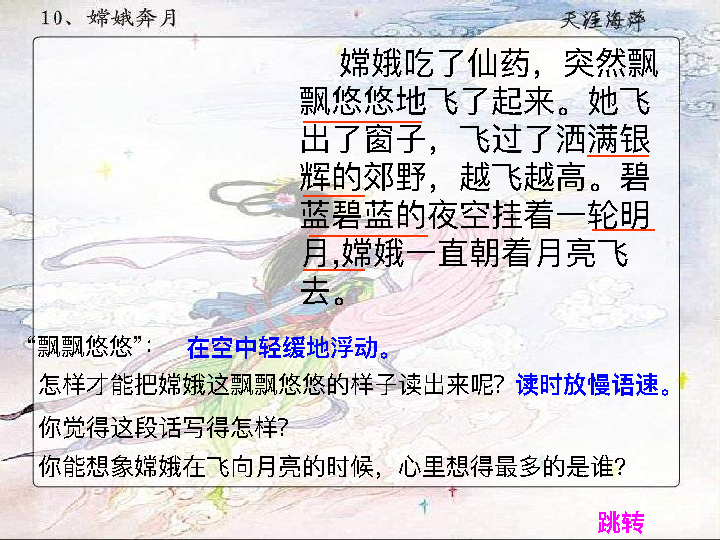 10、嫦娥奔月
天涯海萍
嫦娥吃了仙药，突然飘
飘悠悠地飞了起来。她飞
出了窗子，飞过了洒满银
辉的郊野，越飞越高。碧
蓝碧蓝的夜空挂着一轮明
月,嫦娥一直朝着月亮飞
去。
“飘飘悠悠”： 在空中轻缓地浮动。
怎样才能把嫦娥这飘飘悠悠的样子读出来呢? 读时放慢语速。
你觉得这段话写得怎样?
你能想象嫦娥在飞向月亮的时候，心里想得最多的是谁?
跳转